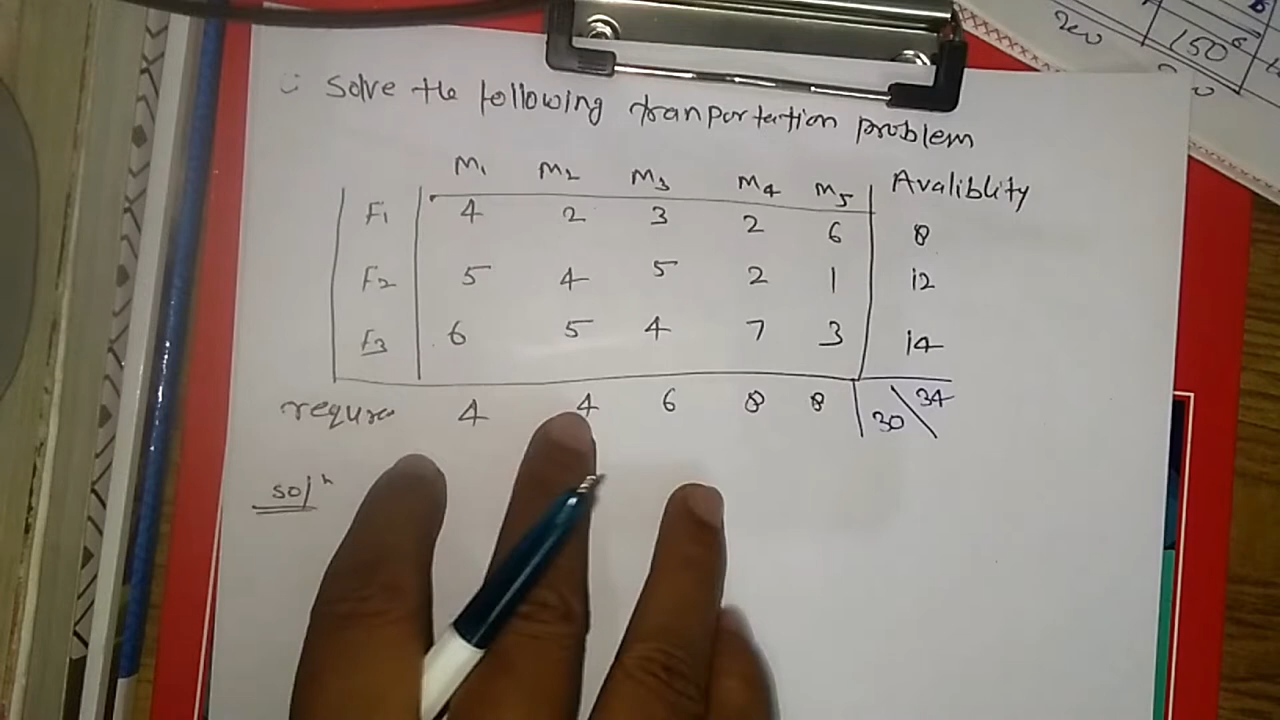 :- Solve the following tranportation problem
M1 M2 M3 M4 M5 Avaliblity
F1 4 2 3 2 6 8
F2 5 4 5 2 1 12
F3 6 5 4 7 3 14
requre 4 4 6 8 8 30\34
soln
200 150